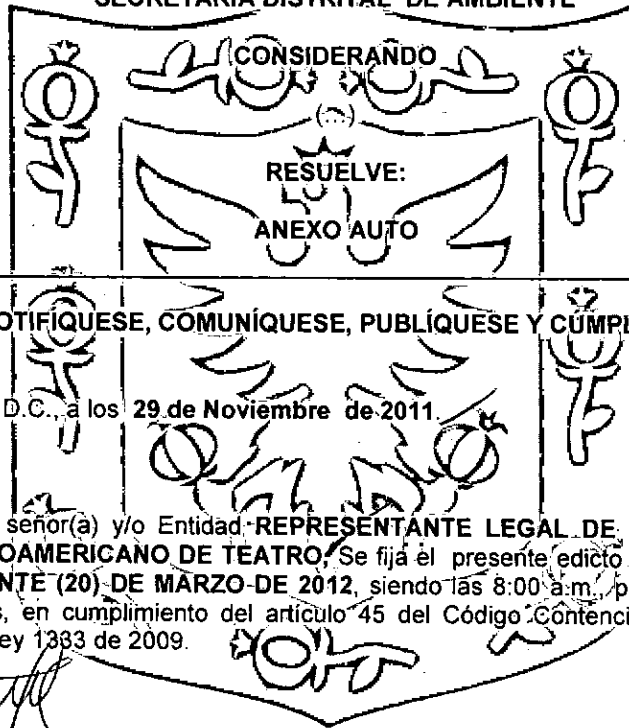 SECRETARÍA DISTRITAL DE AMBIENTE
CONSIDERANDO
(...)
RESUELVE:
ANEXO AUTO
OTIFÍQUESE, COMUNÍQUESE, PUBLÍQUESE Y CÚMPL
D.C., a los 29 de Noviembre de 2011.
señor(a) y/o Entidad REPRESENTANTE LEGAL DE
OAMERICANO DE TEATRO, Se fija el presente edicto
NTE (20) DE MARZO DE 2012, siendo las 8:00 a.m., p
s, en cumplimiento del artículo 45 del Código Contenci
ey 1333 de 2009.